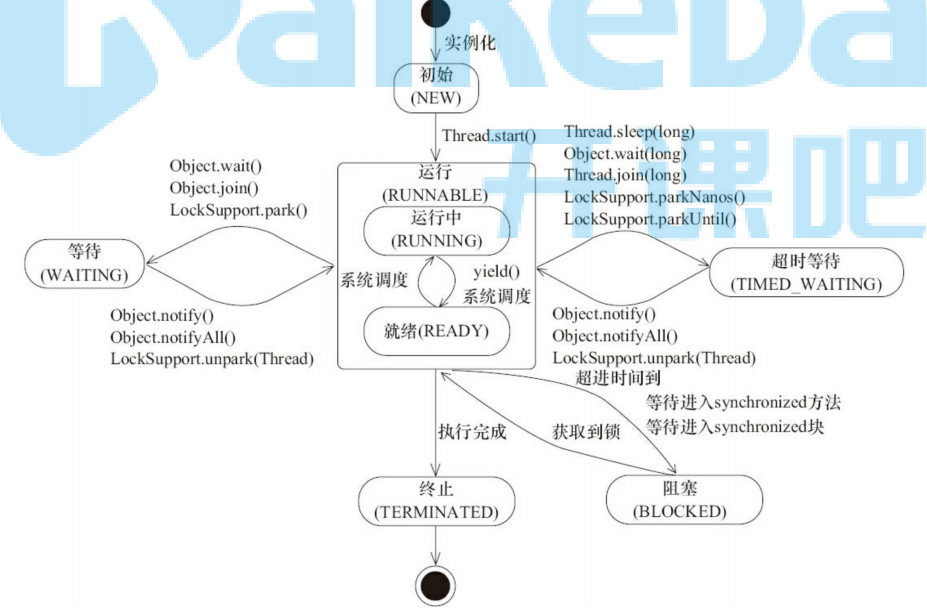 KaiKeba
开课吧
实例化
初始
(NEW)
Thread.start()
Object.wait()
Object.join()
LockSupport.park()
Thread.sleep(long)
Object.wait(long)
Thread.join(long)
LockSupport.parkNanos()
LockSupport.parkUntil()
运行
(RUNNABLE)
运行中
(RUNNING)
系统调度
yield()
系统调度
就绪(READY)
等待
(WAITING)
超时等待
(TIMED_WAITING)
Object.notify()
Object.notifyAll()
LockSupport.unpark(Thread)
Object.notify()
Object.notifyAll()
LockSupport.unpark(Thread)
超进时间到
等待进入synchronized方法
等待进入synchronized块
执行完成
获取到锁
终止
(TERMINATED)
阻塞
(BLOCKED)